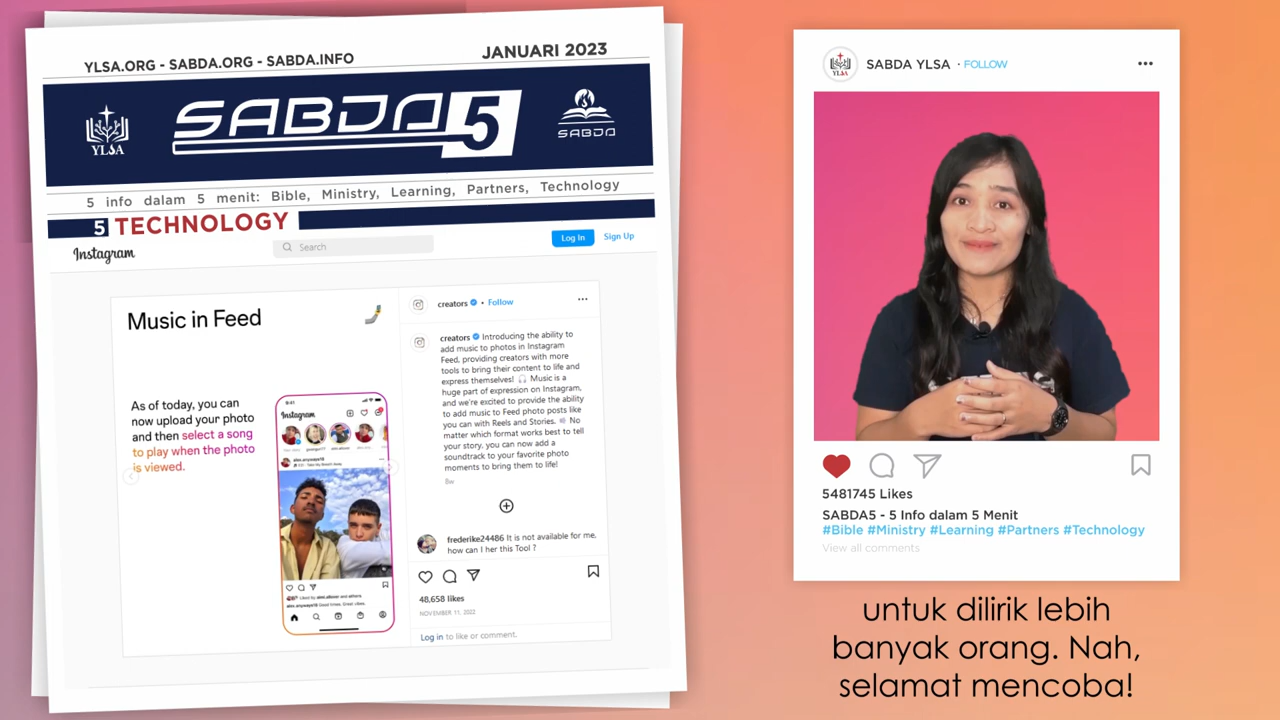 YLSA.ORG - SABDA.ORG - SABDA.INFO
JANUARI 2023
YLSA
SABDA5
SABDA
5 info dalam 5 menit: Bible, Ministry, Learning, Partners, Technology
5 TECHNOLOGY
Instagram
Search
Log In
Sign Up
Music in Feed
As of today, you can
now upload your photo
and then select a song
to play when the photo
is viewed.
Instagram
creators • Follow
creators Introducing the ability to
add music to photos in Instagram
Feed, providing creators with more
tools to bring their content to life and
express themselves! Music is a
huge part of expression on Instagram,
and we're excited to provide the ability
to add music to Feed photo posts like
you can with Reels and Stories. No
matter which format works best to tell
your story, you can now add a
soundtrack to your favorite photo
moments to bring them to life!
8w
frederike24486 It is not available for me.
how can I her this Tool ?
48,658 likes
NOVEMBER 11, 2022
Log in to like or comment.
YLSA
SABDA YLSA · FOLLOW
5481745 Likes
SABDA5 - 5 Info dalam 5 Menit
#Bible #Ministry #Learning #Partners #Technology
View all comments
untuk dilirik lebih
banyak orang. Nah,
selamat mencoba!